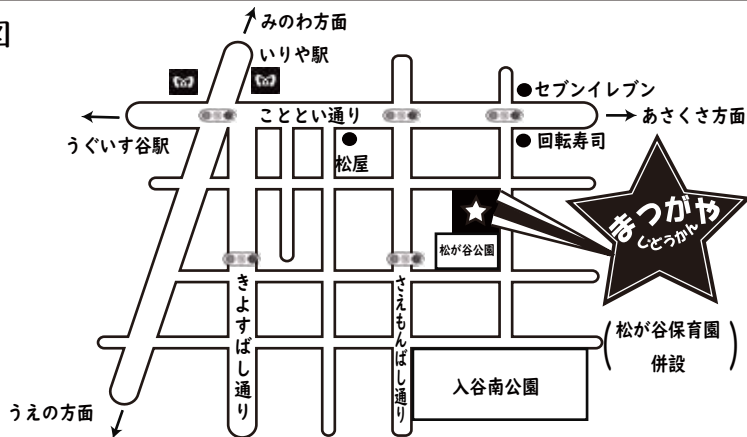 図
みのわ方面
いりや駅
セブンイレブン
こととい通り
あさくさ方面
うぐいす谷駅
松屋
回転寿司
まつがや
じどうかん
松が谷公園
きよすばし通り
さえもんばし通り
(松が谷保育園
併設)
入谷南公園
うえの方面